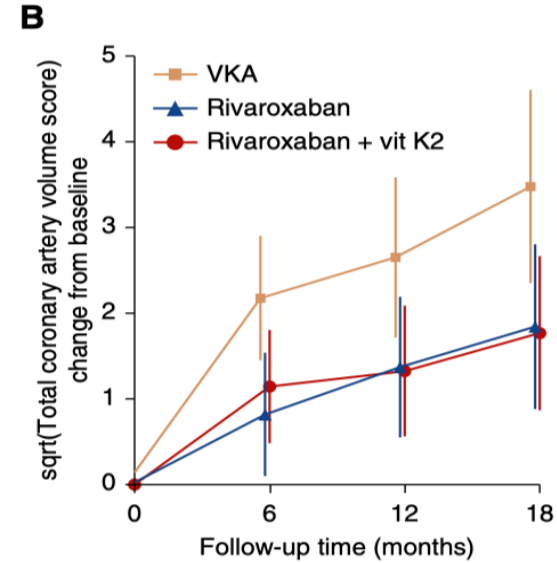 B
sqrt(Total coronary artery volume score)
change from baseline
5
4
3
2
1
0
VKA
Rivaroxaban
Rivaroxaban + vit K2
0 6 12 18
Follow-up time (months)